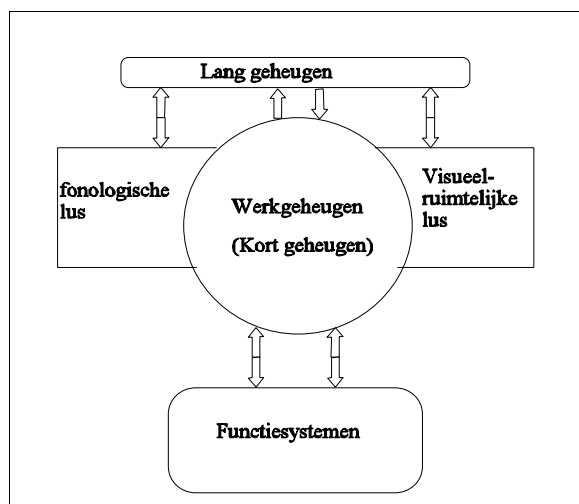 Lang geheugen
fonologische
lus
Werkgeheugen
(Kort geheugen)
Visueel-
ruimtelijke
lus
Functiesystemen